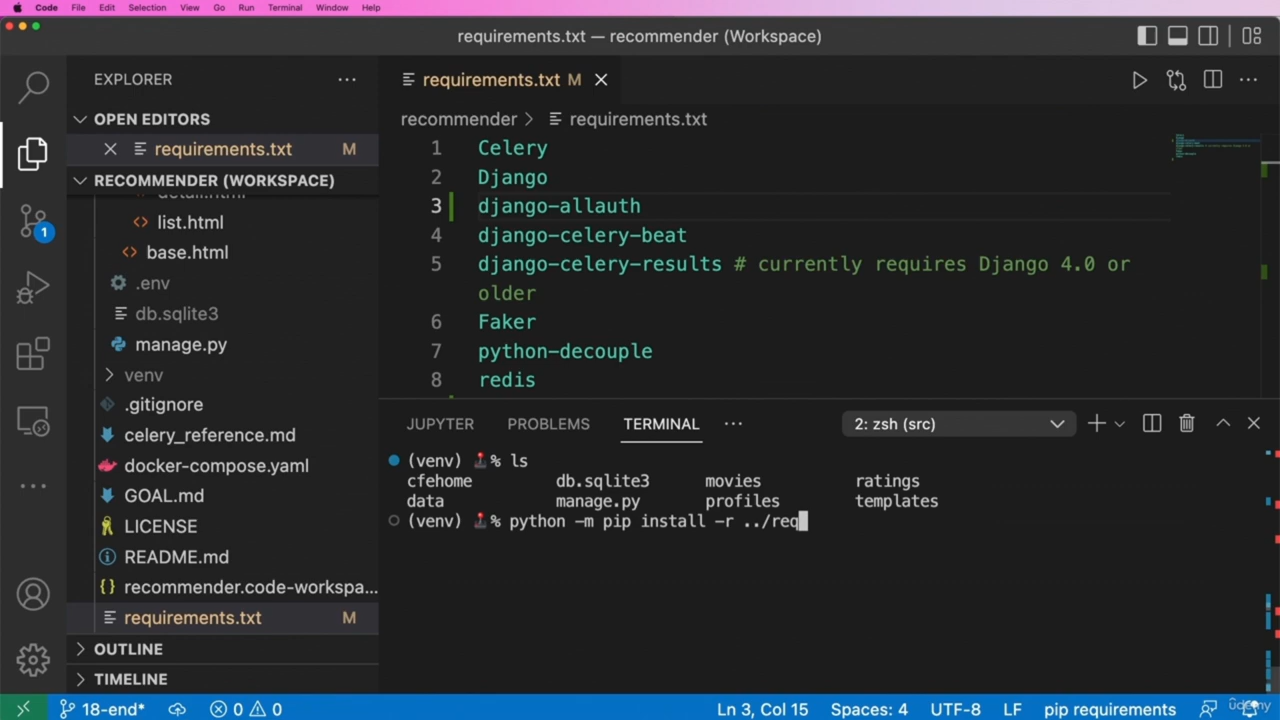 Code File Edit Selection View Go Run Terminal Window Help
requirements.txt — recommender (Workspace)
EXPLORER
requirements.txt M
OPEN EDITORS
recommender > requirements.txt
requirements.txt M
RECOMMENDER (WORKSPACE)
detail.html
list.html
base.html
.env
db.sqlite3
manage.py
venv
.gitignore
celery_reference.md
docker-compose.yaml
GOAL.md
LICENSE
README.md
recommender.code-workspa...
requirements.txt M
OUTLINE
TIMELINE
1 Celery
2 Django
3 django-allauth
4 django-celery-beat
5 django-celery-results # currently requires Django 4.0 or
older
6 Faker
7 python-decouple
8 redis
JUPYTER PROBLEMS TERMINAL ... 2: zsh (src)
(venv) % ls
cfehome db.sqlite3 movies ratings
data manage.py profiles templates
(venv) % python -m pip install -r ../req
1
18-end* 0 0 Ln 3, Col 15 Spaces: 4 UTF-8 LF pip requirements
udemy